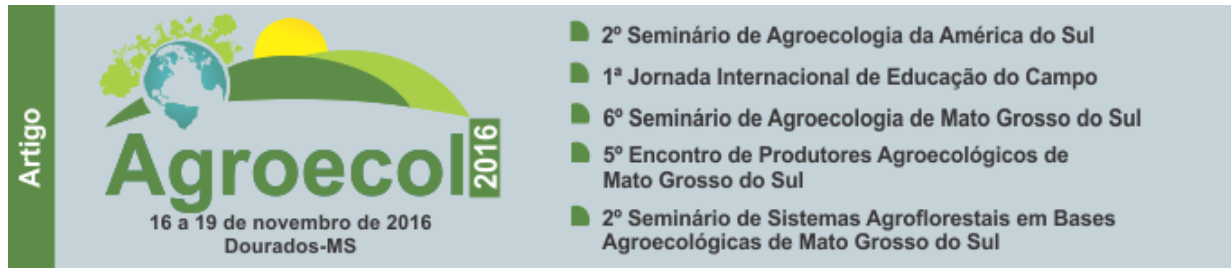 Artigo
Agroecol
2016
16 a 19 de novembro de 2016
Dourados-MS
2º Seminário de Agroecologia da América do Sul
1ª Jornada Internacional de Educação do Campo
6º Seminário de Agroecologia de Mato Grosso do Sul
5º Encontro de Produtores Agroecológicos de
Mato Grosso do Sul
2º Seminário de Sistemas Agroflorestais em Bases
Agroecológicas de Mato Grosso do Sul